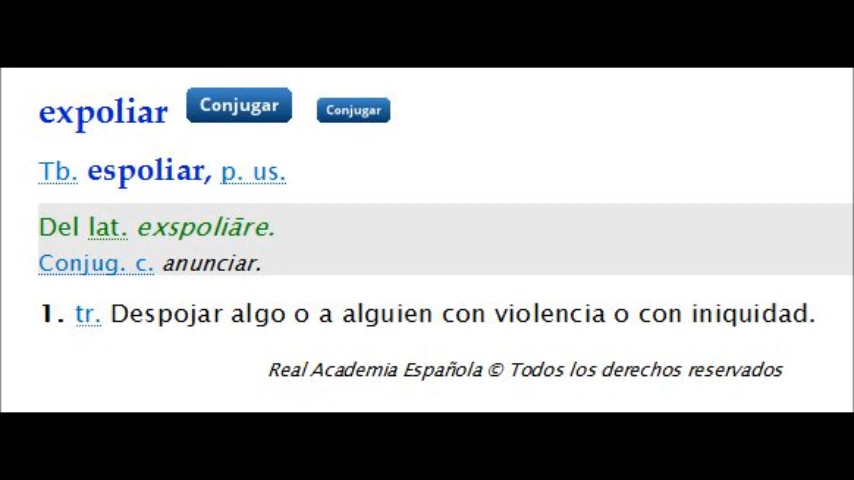 expoliar Conjugar Conjugar
Tb. espoliar, p. us.
Del lat. exspoliāre.
Conjug. c. anunciar.
1. tr. Despojar algo o a alguien con violencia o con iniquidad.
Real Academia Española © Todos los derechos reservados